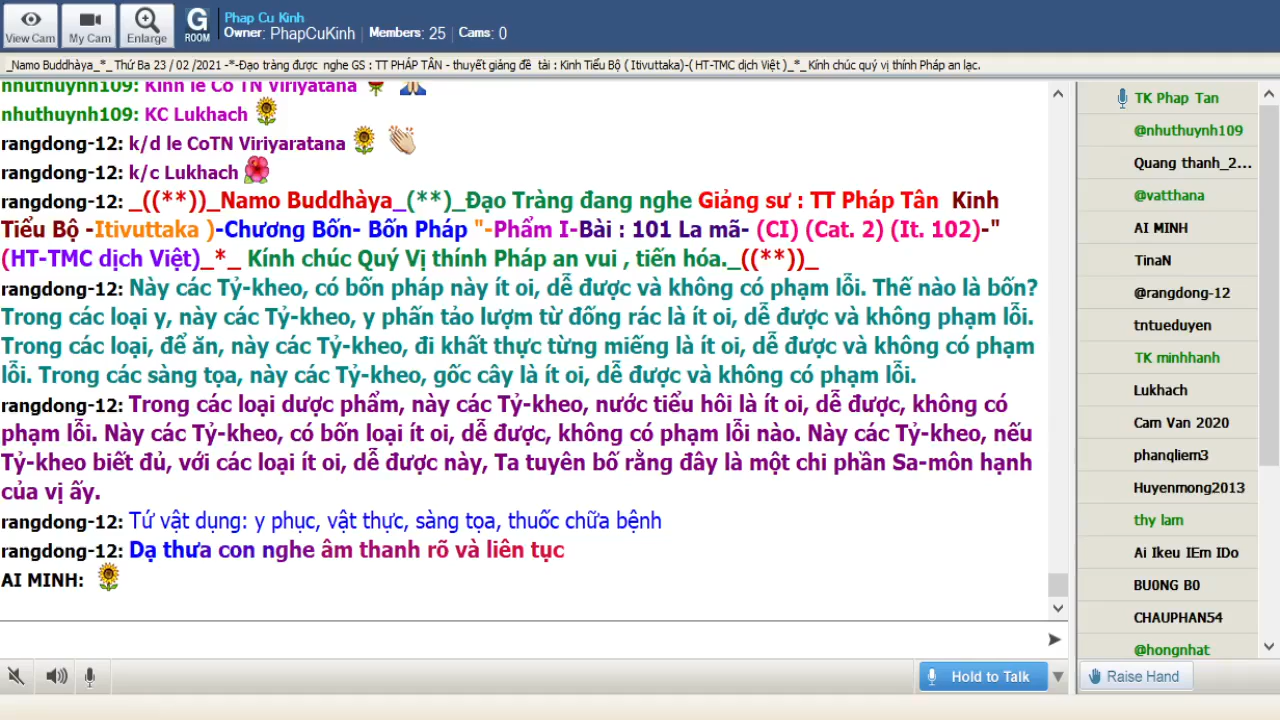 View Cam
My Cam
Enlarge
G
ROOM
Phap Cu Kinh
Owner: PhapCuKinh | Members: 25 | Cams: 0
_Namo Buddhàya_*_ Thứ Ba 23 / 02 /2021 -*-Đạo tràng được nghe GS : TT PHÁP TÂN - thuyết giảng đề tài : Kinh Tiểu Bộ ( Itivuttaka)-( HT-TMC dịch Việt )_*_ Kính chúc quý vị thính Pháp an lạc.
nhuthuynh109: Kính lễ Cô TN Viriyatana
nhuthuynh109: KC Lukhach
rangdong-12: k/d le CoTN Viriyaratana
rangdong-12: k/c Lukhach
rangdong-12: _((**))_Namo Buddhàya_(**)_Đạo Tràng đang nghe Giảng sư : TT Pháp Tân Kinh
Tiểu Bộ -Itivuttaka )-Chương Bốn- Bốn Pháp "-Phẩm I-Bài : 101 La mã- (CI) (Cat. 2) (It. 102)-"
(HT-TMC dịch Việt)_*_ Kính chúc Quý Vị thính Pháp an vui , tiến hóa._((**))_
rangdong-12: Này các Tỷ-kheo, có bốn pháp này ít oi, dễ được và không có phạm lỗi. Thế nào là bốn?
Trong các loại y, này các Tỷ-kheo, y phấn tảo lượm từ đống rác là ít oi, dễ được và không phạm lỗi.
Trong các loại, để ăn, này các Tỷ-kheo, đi khất thực từng miếng là ít oi, dễ được và không có phạm
lỗi. Trong các sàng tọa, này các Tỷ-kheo, gốc cây là ít oi, dễ được và không có phạm lỗi.
rangdong-12: Trong các loại dược phẩm, này các Tỷ-kheo, nước tiểu hôi là ít oi, dễ được, không có
phạm lỗi. Này các Tỷ-kheo, có bốn loại ít oi, dễ được, không có phạm lỗi nào. Này các Tỷ-kheo, nếu
Tỷ-kheo biết đủ, với các loại ít oi, dễ được này, Ta tuyên bố rằng đây là một chi phần Sa-môn hạnh
của vị ấy.
rangdong-12: Tứ vật dụng: y phục, vật thực, sàng tọa, thuốc chữa bệnh
rangdong-12: Dạ thưa con nghe âm thanh rõ và liên tục
AI MINH:
Hold to Talk
TK Phap Tan
@nhuthuynh109
Quang thanh_2...
@vatthana
AI MINH
TinaN
@rangdong-12
tntueduyen
TK minhhanh
Lukhach
Cam Van 2020
phanqliem3
Huyenmong2013
thy lam
Ai Ikeu IEm IDo
BU0NG B0
CHAUPHAN54
@hongnhat
Raise Hand